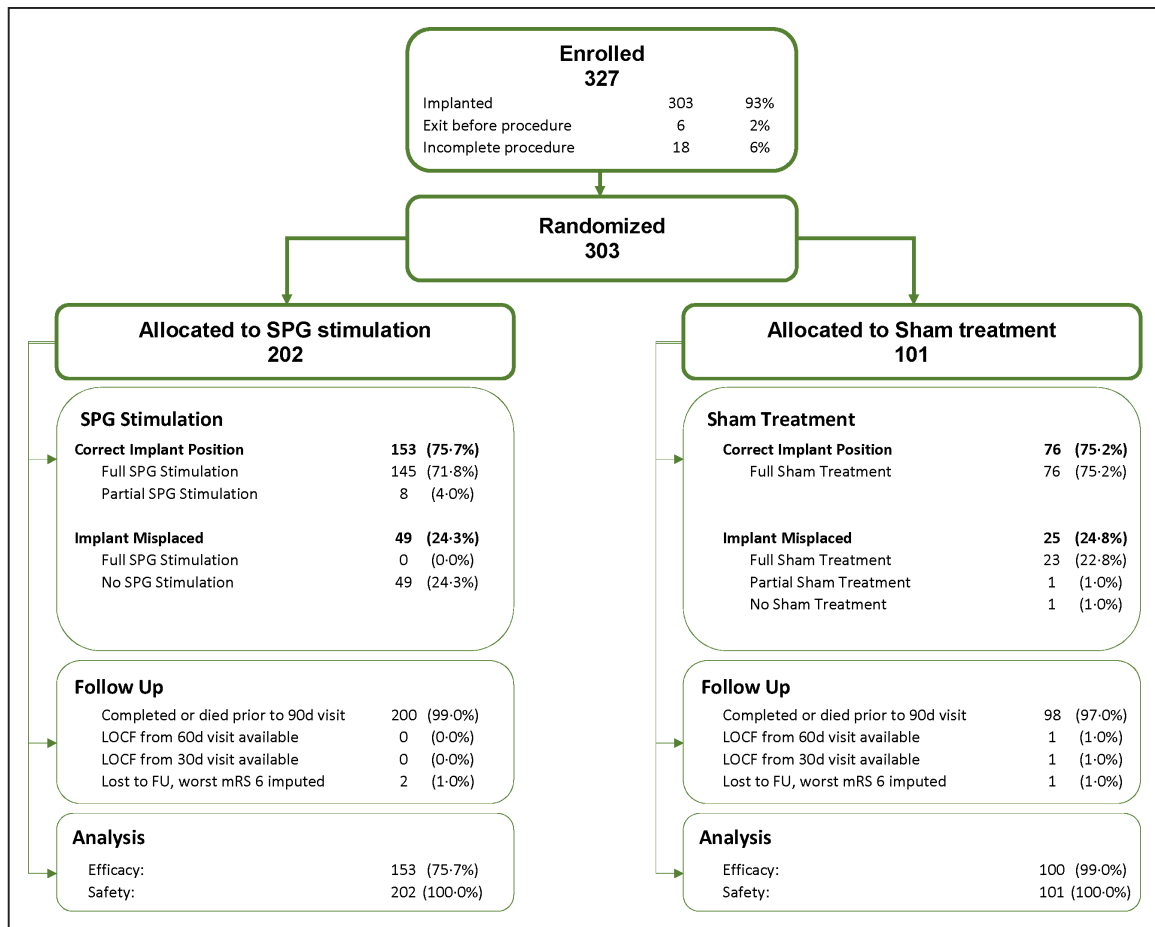 Enrolled
327
Implanted 303 93%
Exit before procedure 6 2%
Incomplete procedure 18 6%
Randomized
303
Allocated to SPG stimulation
202
SPG Stimulation
Correct Implant Position 153 (75·7%)
Full SPG Stimulation 145 (71·8%)
Partial SPG Stimulation 8 (4·0%)
Implant Misplaced 49 (24·3%)
Full SPG Stimulation 0 (0·0%)
No SPG Stimulation 49 (24·3%)
Follow Up
Completed or died prior to 90d visit 200 (99·0%)
LOCF from 60d visit available 0 (0·0%)
LOCF from 30d visit available 0 (0·0%)
Lost to FU, worst mRS 6 imputed 2 (1·0%)
Analysis
Efficacy: 153 (75·7%)
Safety: 202 (100·0%)
Allocated to Sham treatment
101
Sham Treatment
Correct Implant Position 76 (75·2%)
Full Sham Treatment 76 (75·2%)
Implant Misplaced 25 (24·8%)
Full Sham Treatment 23 (22·8%)
Partial Sham Treatment 1 (1·0%)
No Sham Treatment 1 (1·0%)
Follow Up
Completed or died prior to 90d visit 98 (97·0%)
LOCF from 60d visit available 1 (1·0%)
LOCF from 30d visit available 1 (1·0%)
Lost to FU, worst mRS 6 imputed 1 (1·0%)
Analysis
Efficacy: 100 (99·0%)
Safety: 101 (100·0%)